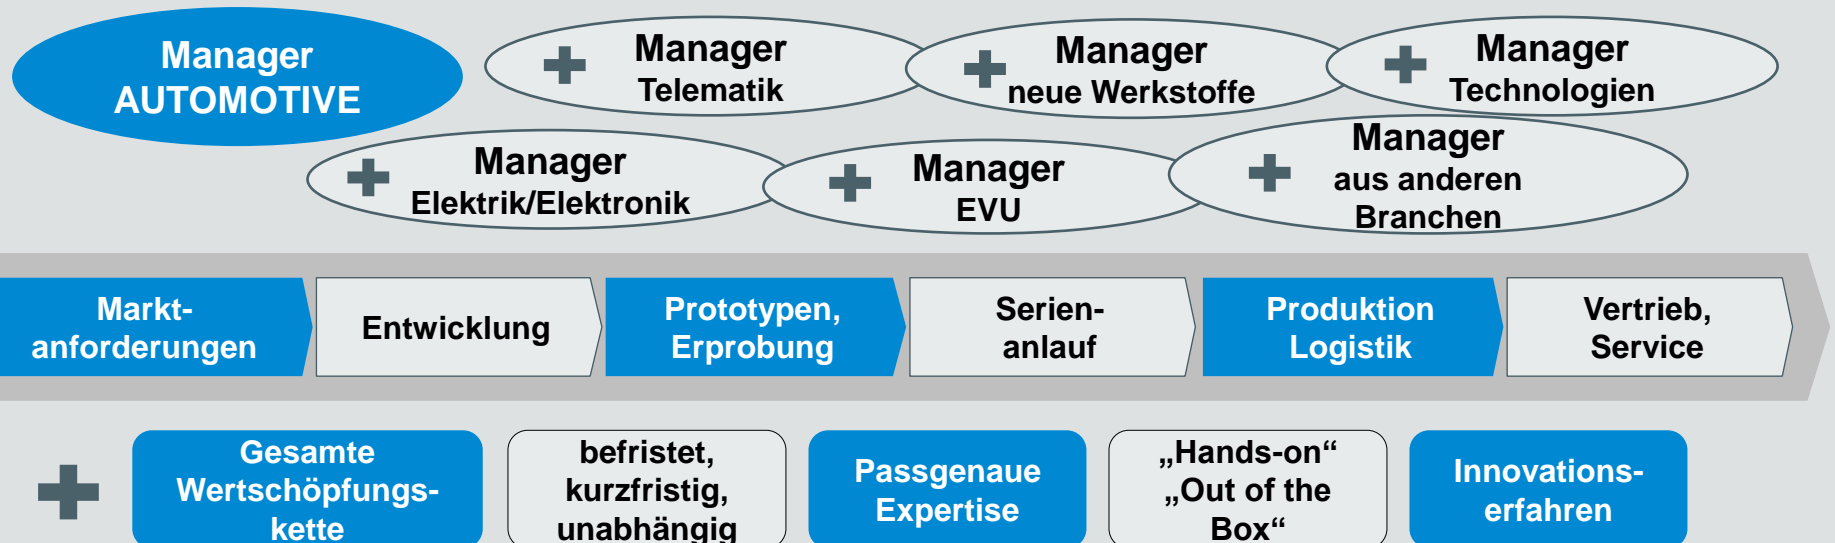 Manager
AUTOMOTIVE
Manager
Telematik
Manager
neue Werkstoffe
Manager
Technologien
Manager
Elektrik/Elektronik
Manager
EVU
Manager
aus anderen
Branchen
Markt-
anforderungen
Entwicklung
Prototypen,
Erprobung
Serien-
anlauf
Produktion
Logistik
Vertrieb,
Service
Gesamte
Wertschöpfungs-
kette
befristet,
kurzfristig,
unabhängig
Passgenaue
Expertise
„Hands-on“
„Out of the
Box“
Innovations-
erfahren